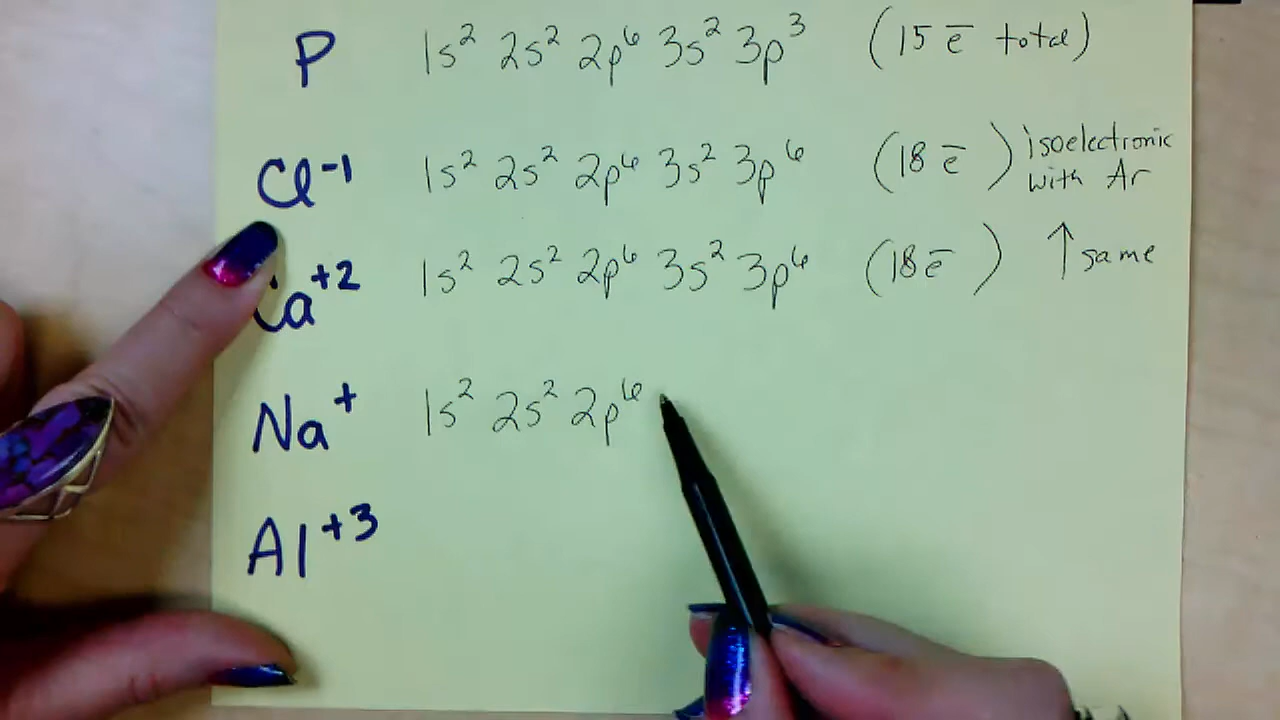 P 1s² 2s² 2p⁶ 3s² 3p³ (15 e̅ total)
Cl⁻¹ 1s² 2s² 2p⁶ 3s² 3p⁶ (18 e̅ ) isoelectronic with Ar
Ca⁺² 1s² 2s² 2p⁶ 3s² 3p⁶ (18 e̅ ) ↑ same
Na⁺ 1s² 2s² 2p⁶
Al⁺³